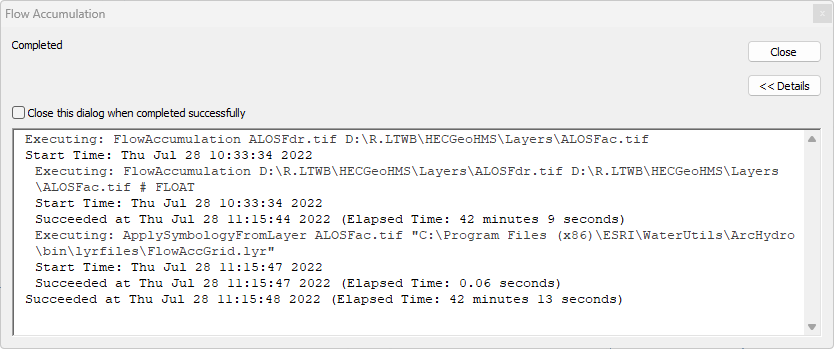 Flow Accumulation
x
Completed
Close
<< Details
Close this dialog when completed successfully
Executing: FlowAccumulation ALOSFdr.tif D:\R.LTWB\HECGeoHMS\Layers\ALOSFac.tif
Start Time: Thu Jul 28 10:33:34 2022
Executing: FlowAccumulation D:\R.LTWB\HECGeoHMS\Layers\ALOSFdr.tif D:\R.LTWB\HECGeoHMS\Layers
\ALOSFac.tif # FLOAT
Start Time: Thu Jul 28 10:33:34 2022
Succeeded at Thu Jul 28 11:15:44 2022 (Elapsed Time: 42 minutes 9 seconds)
Executing: ApplySymbologyFromLayer ALOSFac.tif "C:\Program Files (x86)\ESRI\WaterUtils\ArcHydro
\bin\lyrfiles\FlowAccGrid.lyr"
Start Time: Thu Jul 28 11:15:47 2022
Succeeded at Thu Jul 28 11:15:47 2022 (Elapsed Time: 0.06 seconds)
Succeeded at Thu Jul 28 11:15:48 2022 (Elapsed Time: 42 minutes 13 seconds)